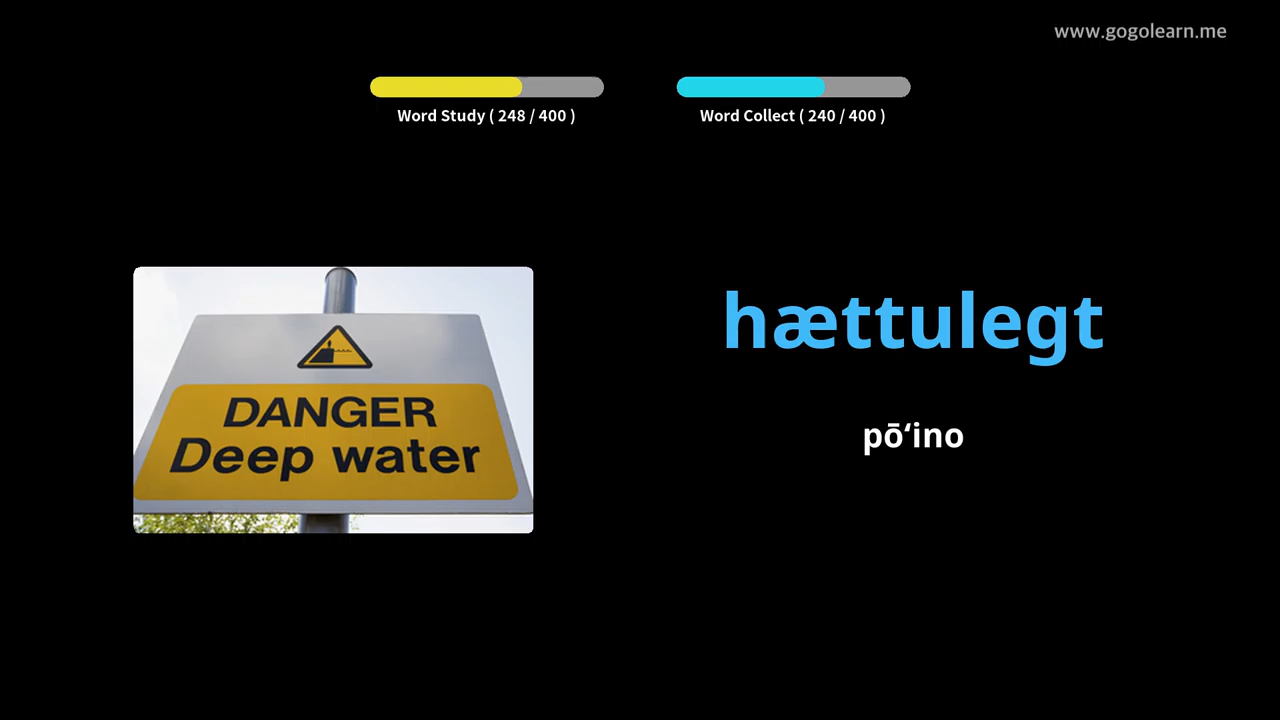 www.gogolearn.me
Word Study ( 248 / 400 )
Word Collect ( 240 / 400 )
DANGER
Deep water
hættulegt
pōʻino